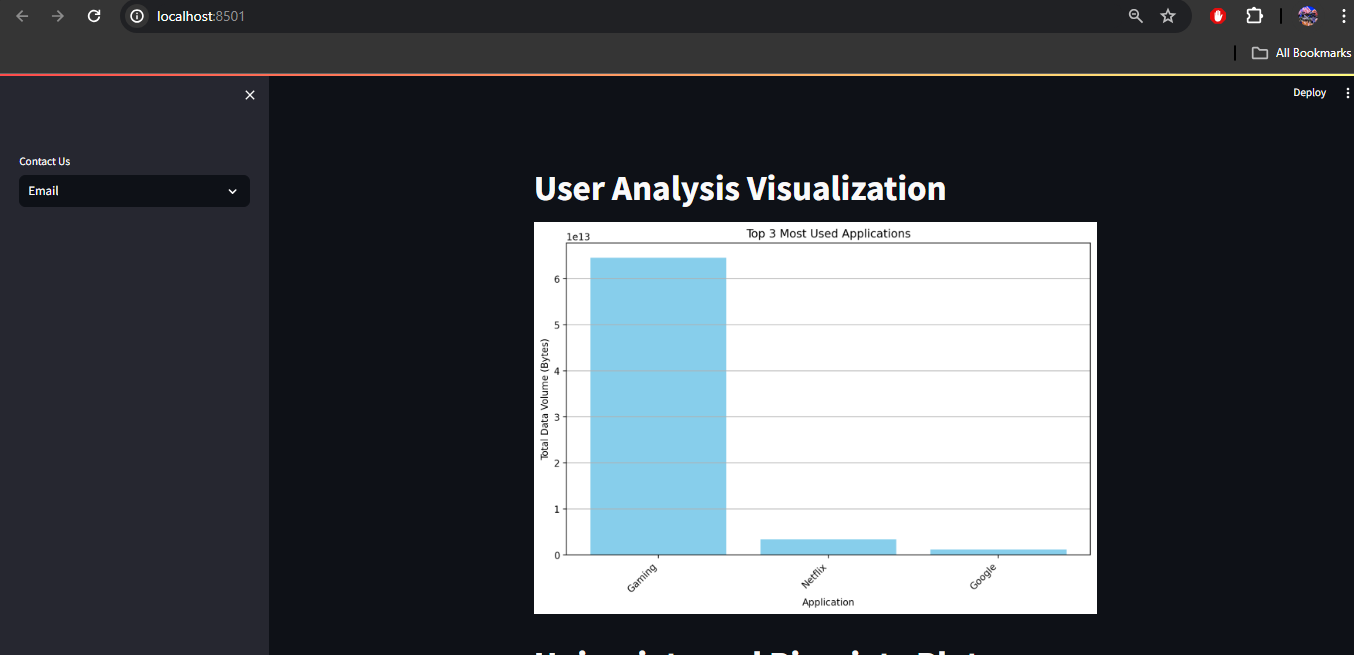 localhost:8501
All Bookmarks
Deploy
Contact Us
Email
User Analysis Visualization
Top 3 Most Used Applications
1e13
6
5
4
3
2
1
0
Total Data Volume (Bytes)
Gaming
Netflix
Google
Application